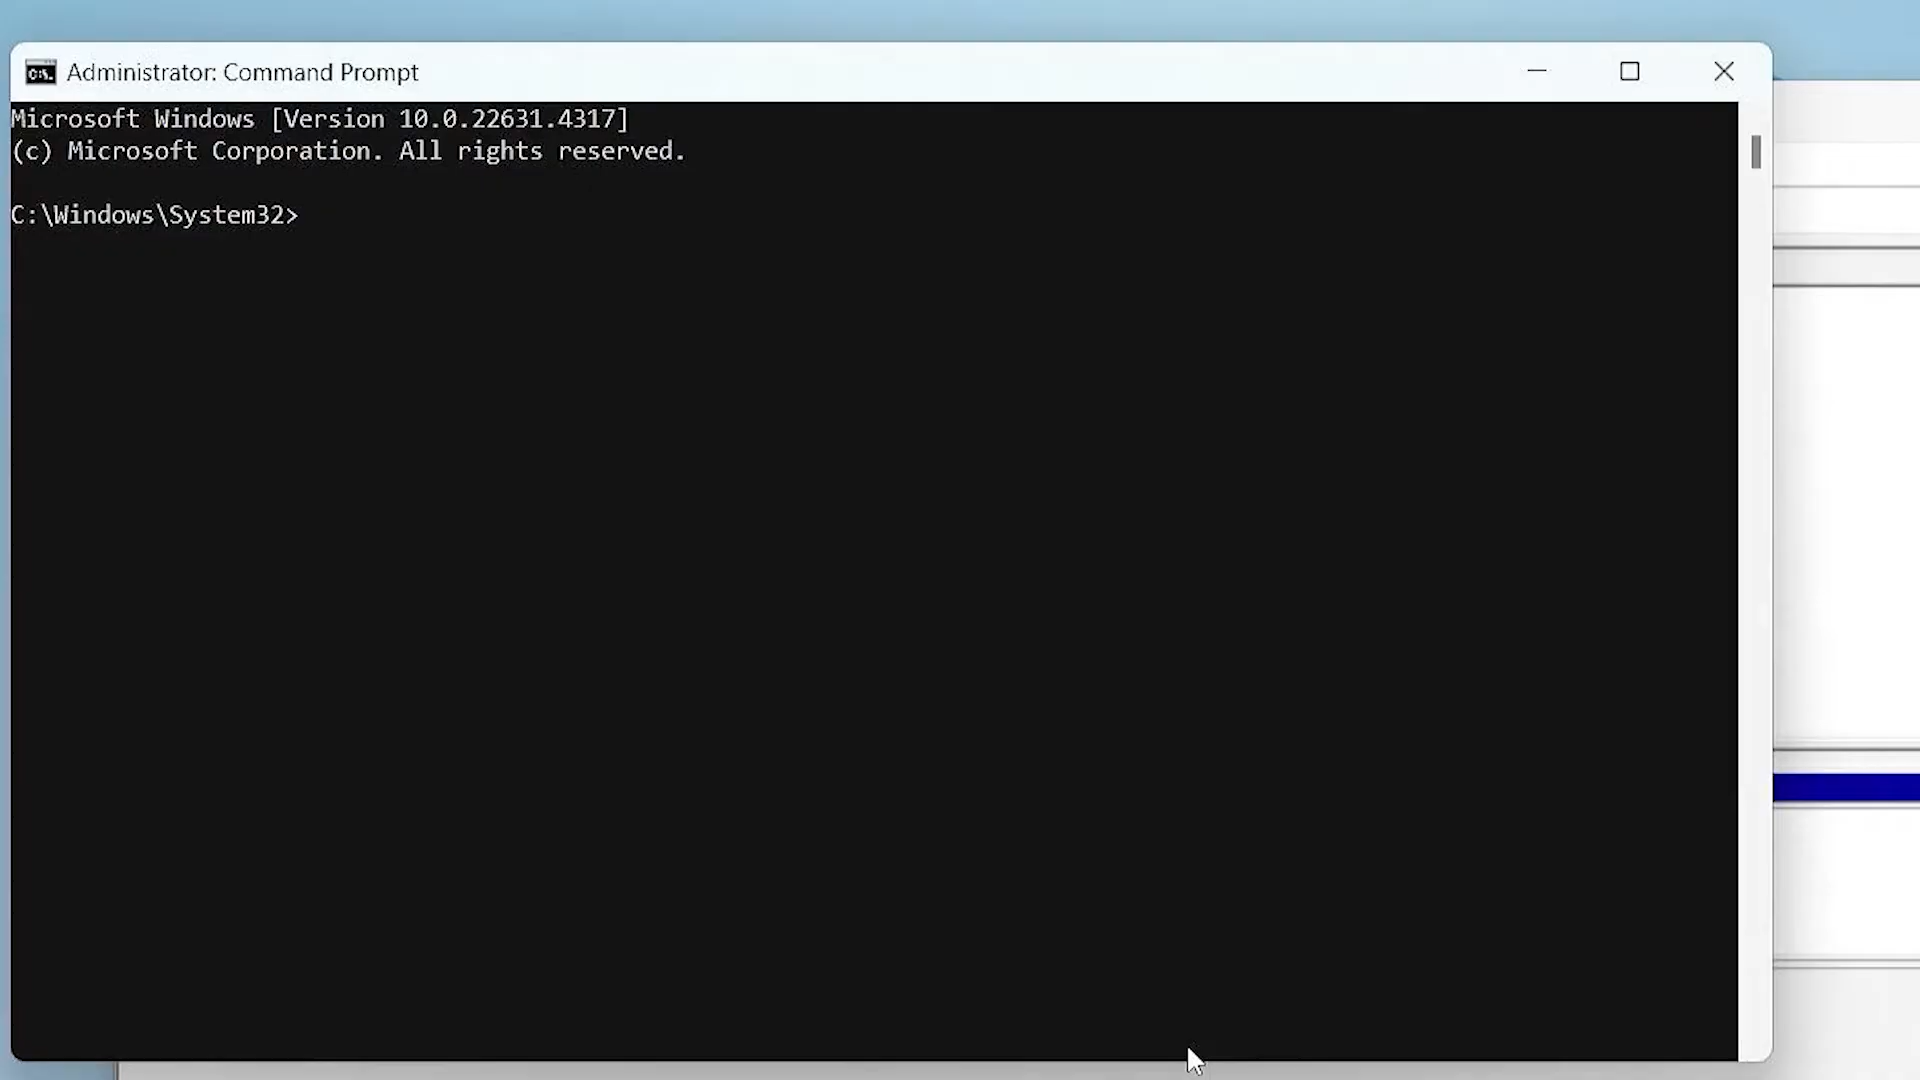 Administrator: Command Prompt
Microsoft Windows [Version 10.0.22631.4317]
(c) Microsoft Corporation. All rights reserved.
C:\Windows\System32>